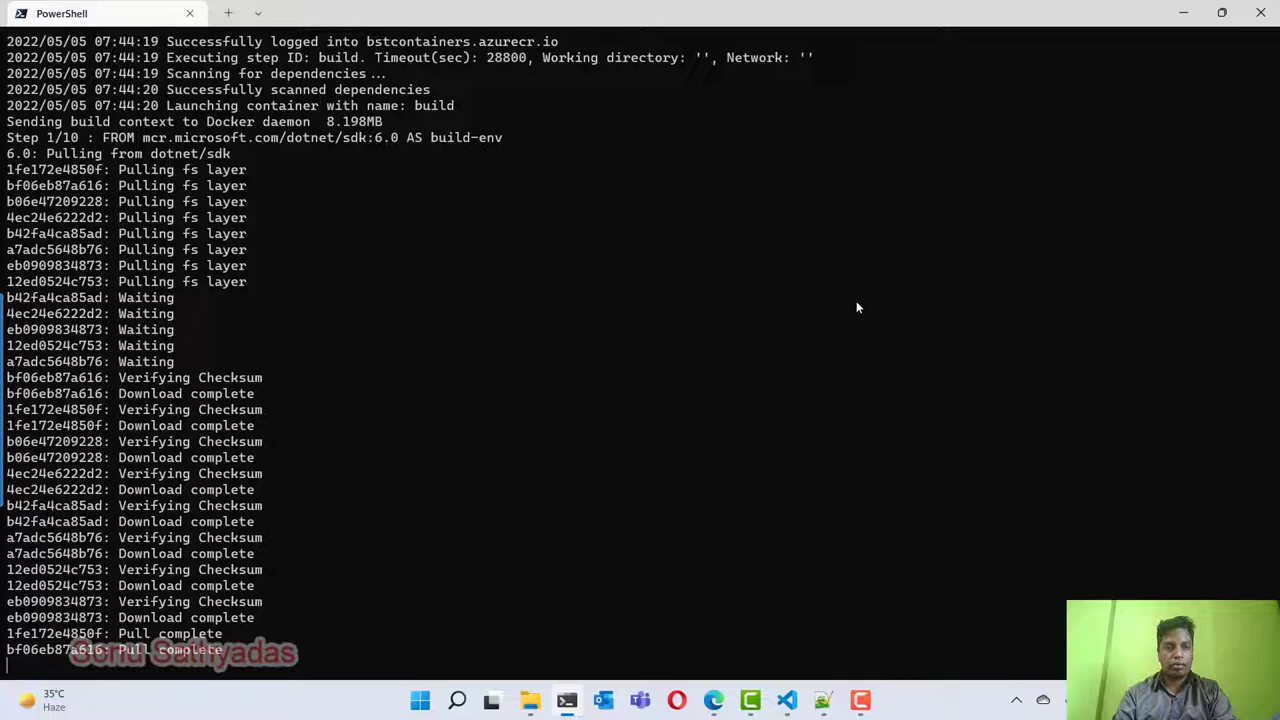 PowerShell
2022/05/05 07:44:19 Successfully logged into bstcontainers.azurecr.io
2022/05/05 07:44:19 Executing step ID: build. Timeout(sec): 28800, Working directory: '', Network: ''
2022/05/05 07:44:19 Scanning for dependencies...
2022/05/05 07:44:20 Successfully scanned dependencies
2022/05/05 07:44:20 Launching container with name: build
Sending build context to Docker daemon  8.198MB
Step 1/10 : FROM mcr.microsoft.com/dotnet/sdk:6.0 AS build-env
6.0: Pulling from dotnet/sdk
1fe172e4850f: Pulling fs layer
bf06eb87a616: Pulling fs layer
b06e47209228: Pulling fs layer
4ec24e6222d2: Pulling fs layer
b42fa4ca85ad: Pulling fs layer
a7adc5648b76: Pulling fs layer
eb0909834873: Pulling fs layer
12ed0524c753: Pulling fs layer
b42fa4ca85ad: Waiting
4ec24e6222d2: Waiting
eb0909834873: Waiting
12ed0524c753: Waiting
a7adc5648b76: Waiting
bf06eb87a616: Verifying Checksum
bf06eb87a616: Download complete
1fe172e4850f: Verifying Checksum
1fe172e4850f: Download complete
b06e47209228: Verifying Checksum
b06e47209228: Download complete
4ec24e6222d2: Verifying Checksum
4ec24e6222d2: Download complete
b42fa4ca85ad: Verifying Checksum
b42fa4ca85ad: Download complete
a7adc5648b76: Verifying Checksum
a7adc5648b76: Download complete
12ed0524c753: Verifying Checksum
12ed0524c753: Download complete
eb0909834873: Verifying Checksum
eb0909834873: Download complete
1fe172e4850f: Pull complete
bf06eb87a616: Pull complete
Sonu Sathyadas
35°C
Haze